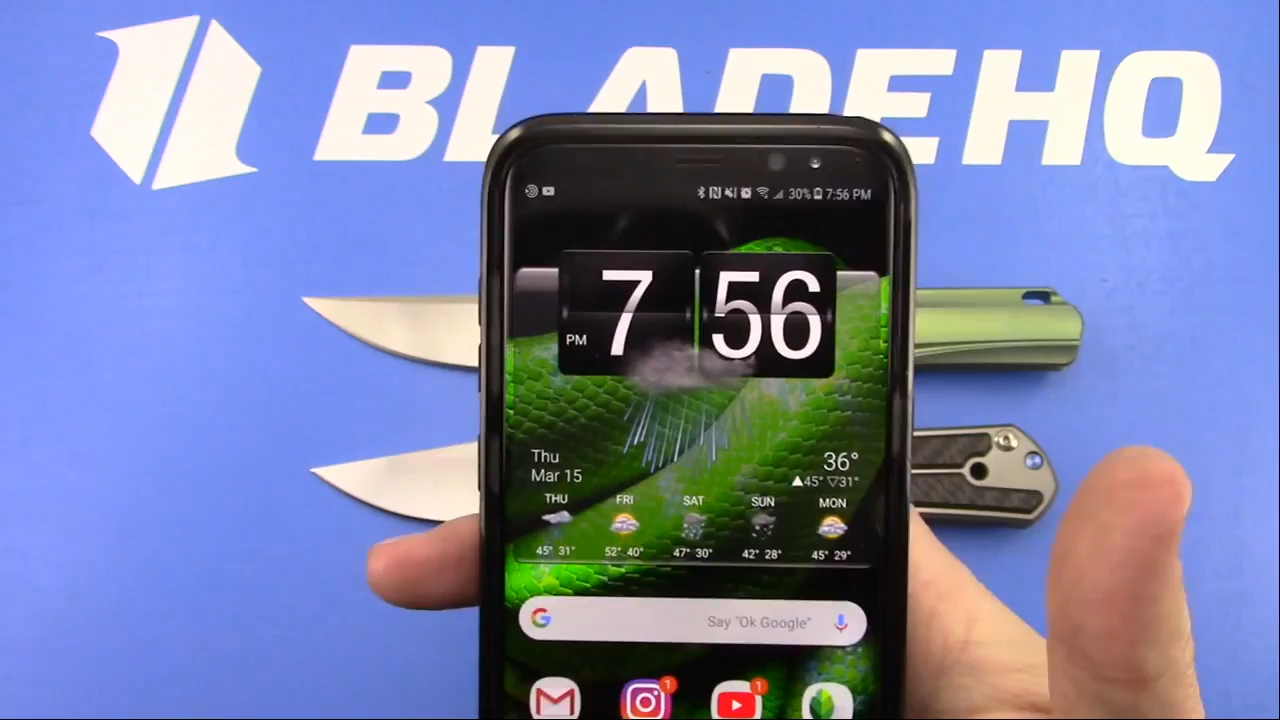 BLADEHQ
30% 7:56 PM
7 56
PM
Thu
Mar 15
36°
▲45° ▽31°
THU FRI SAT SUN MON
45° 31° 52° 40° 47° 30° 42° 28° 45° 29°
G Say "Ok Google"
1 1